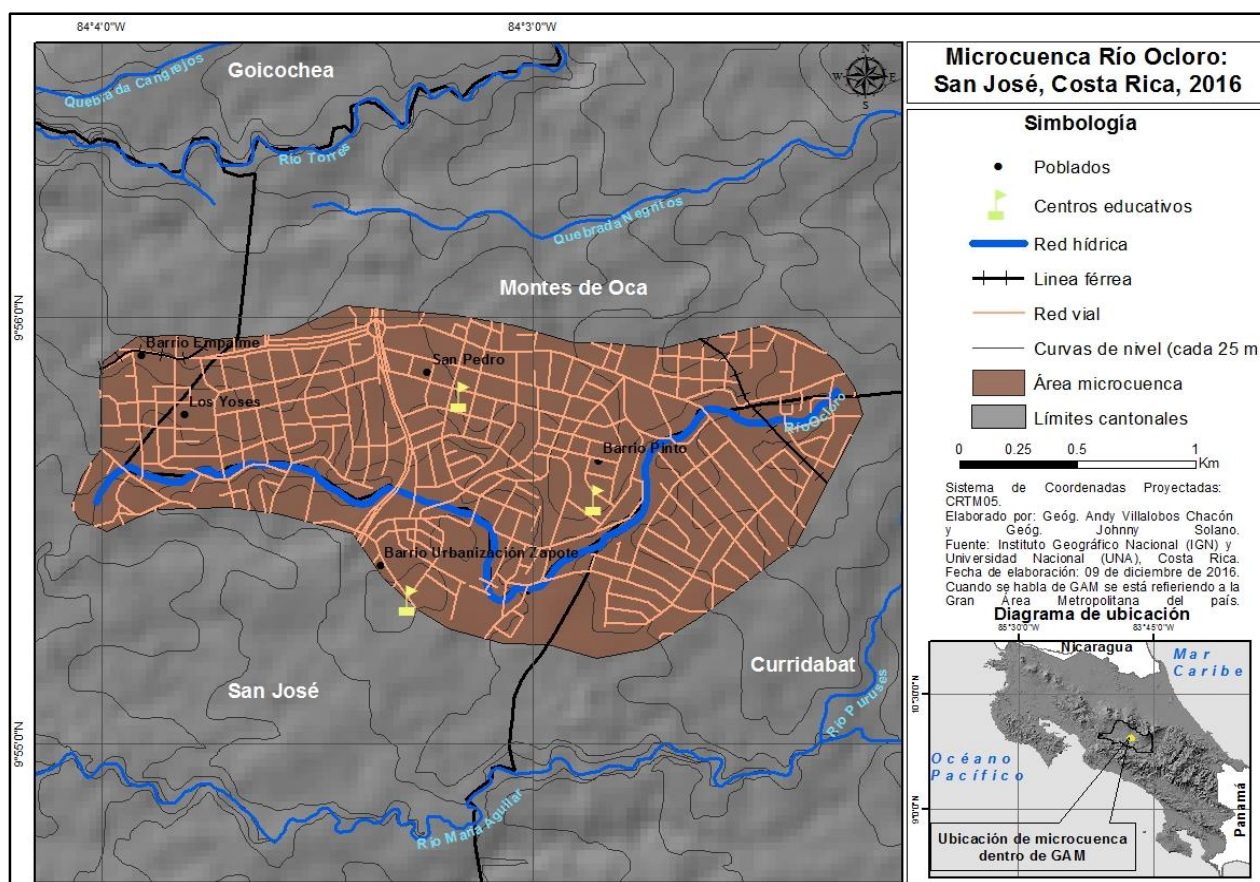 84°4'0"W
84°3'0"W
Goicochea
Quebrada Cangrejos
Río Torres
Quebrada Negritos
Montes de Oca
9°56'0"N
Barrio Empalme
San Pedro
Los Yoses
Río Ocloro
Barrio Pinto
Barrio Urbanización Zapote
San José
Curridabat
Río Puruses
9°55'0"N
Río María Aguilar
N
W
E
S
Microcuenca Río Ocloro:
San José, Costa Rica, 2016
Simbología
Poblados
Centros educativos
Red hídrica
Linea férrea
Red vial
Curvas de nivel (cada 25 m
Área microcuenca
Límites cantonales
0 0.25 0.5 1
Km
Sistema de Coordenadas Proyectadas:
CRTM05.
Elaborado por: Geóg. Andy Villalobos Chacón
y Geóg. Johnny Solano.
Fuente: Instituto Geográfico Nacional (IGN) y
Universidad Nacional (UNA), Costa Rica.
Fecha de elaboración: 09 de diciembre de 2016.
Cuando se habla de GAM se está refiriendo a la
Gran Área Metropolitana del país.
Diagrama de ubicación
85°30'0"W
83°45'0"W
Nicaragua
Mar
Caribe
Océano
Pacífico
Panamá
Ubicación de microcuenca
dentro de GAM